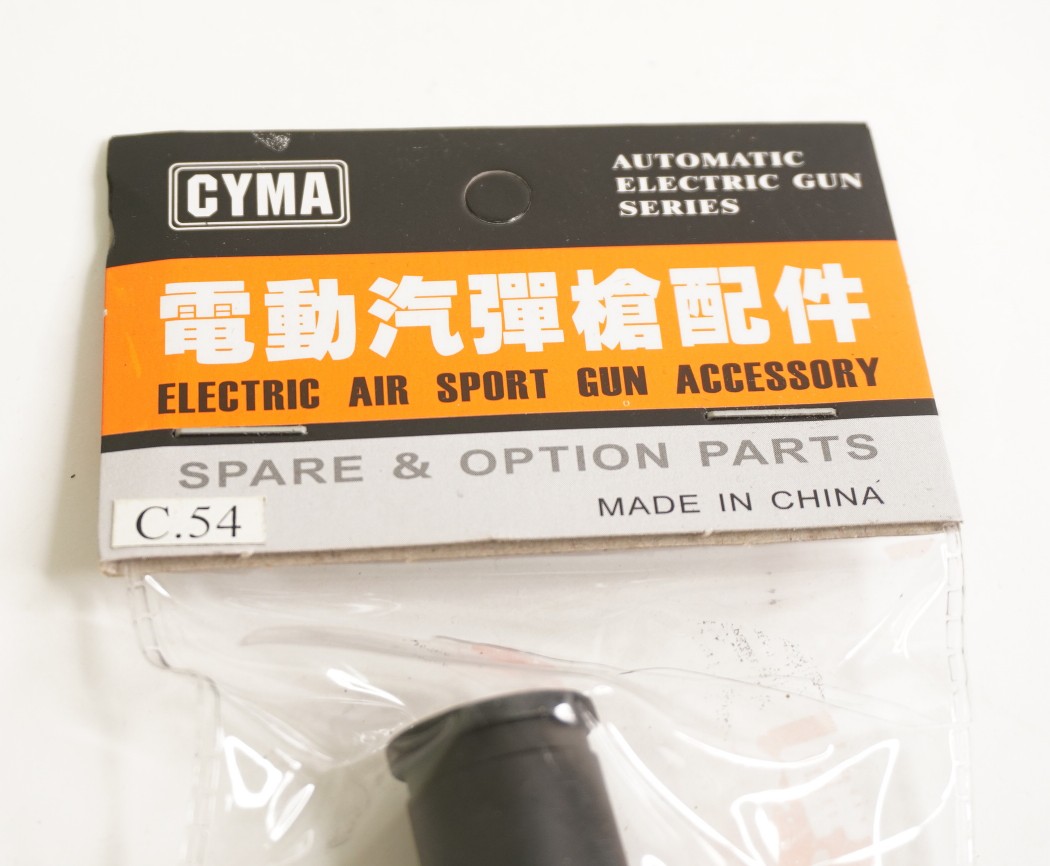 CYMA
AUTOMATIC
ELECTRIC GUN
SERIES
電動汽彈槍配件
ELECTRIC AIR SPORT GUN ACCESSORY
SPARE & OPTION PARTS
MADE IN CHINA
C.54